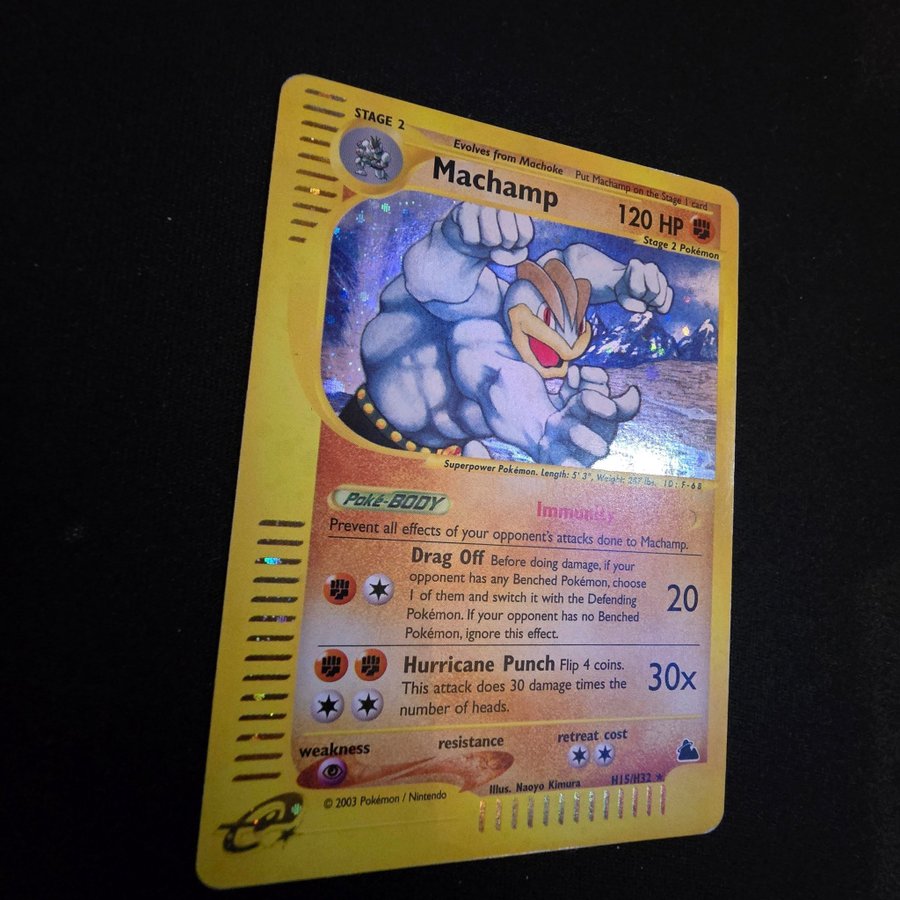 STAGE 2
Evolves from Machoke Put Machamp on the Stage 1 card
Machamp 120 HP
Stage 2 Pokémon
Superpower Pokémon. Length: 5' 3", Weight: 287 lbs. ID: F-68
Poké-BODY Immunity
Prevent all effects of your opponent's attacks done to Machamp.
Drag Off Before doing damage, if your
opponent has any Benched Pokémon, choose
1 of them and switch it with the Defending 20
Pokémon. If your opponent has no Benched
Pokémon, ignore this effect.
Hurricane Punch Flip 4 coins.
This attack does 30 damage times the 30x
number of heads.
weakness resistance retreat cost
Illus. Naoyo Kimura H15/H32
© 2003 Pokémon / Nintendo